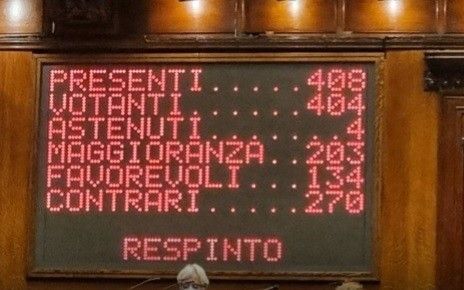 PRESENTI.....408
VOTANTI.....404
ASTENUTI.......4
MAGGIORANZA..203
FAVOREVOLI...134
CONTRARI.....270
RESPINTO